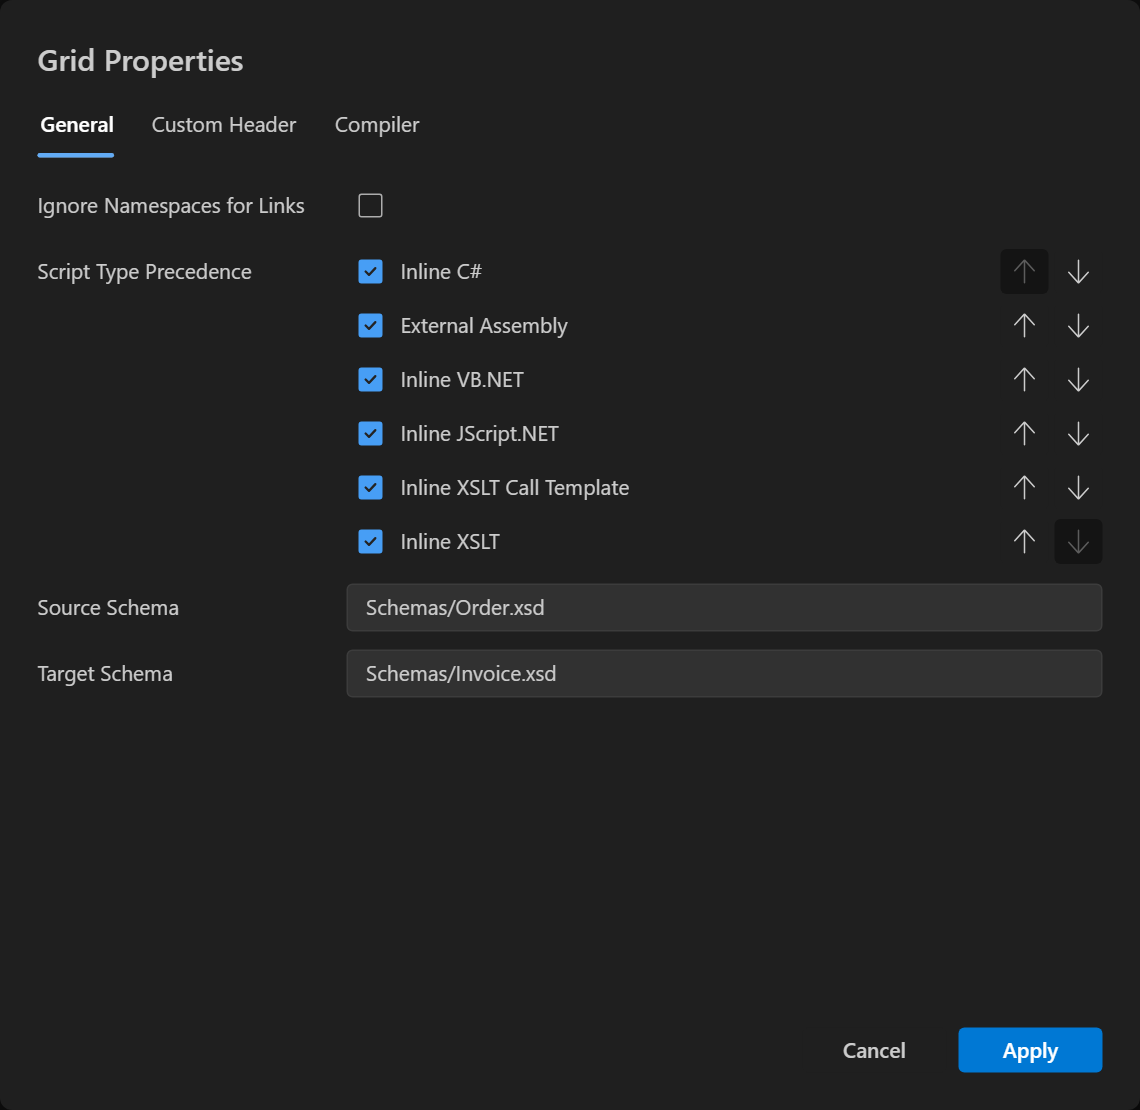 Grid Properties
General Custom Header Compiler
Ignore Namespaces for Links
Script Type Precedence Inline C#
External Assembly
Inline VB.NET
Inline JScript.NET
Inline XSLT Call Template
Inline XSLT
Source Schema Schemas/Order.xsd
Target Schema Schemas/Invoice.xsd
Cancel Apply